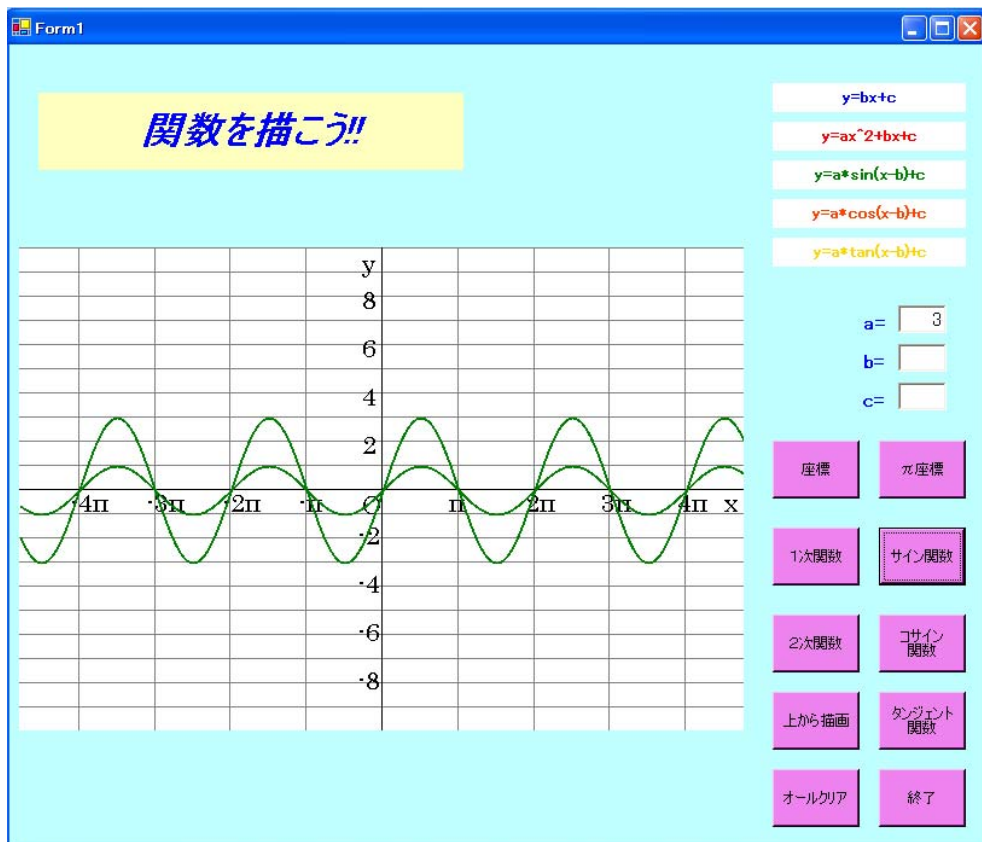 Form1
関数を描こう!!
y=bx+c
y=ax^2+bx+c
y=a*sin(x-b)+c
y=a*cos(x-b)+c
y=a*tan(x-b)+c
a= 3
b=
c=
y
8
6
4
2
-4π -3π -2π -π O π 2π 3π 4π x
-2
-4
-6
-8
座標 π座標
1次関数 サイン関数
2次関数 コサイン
関数
上から描画 タンジェント
関数
オールクリア 終了